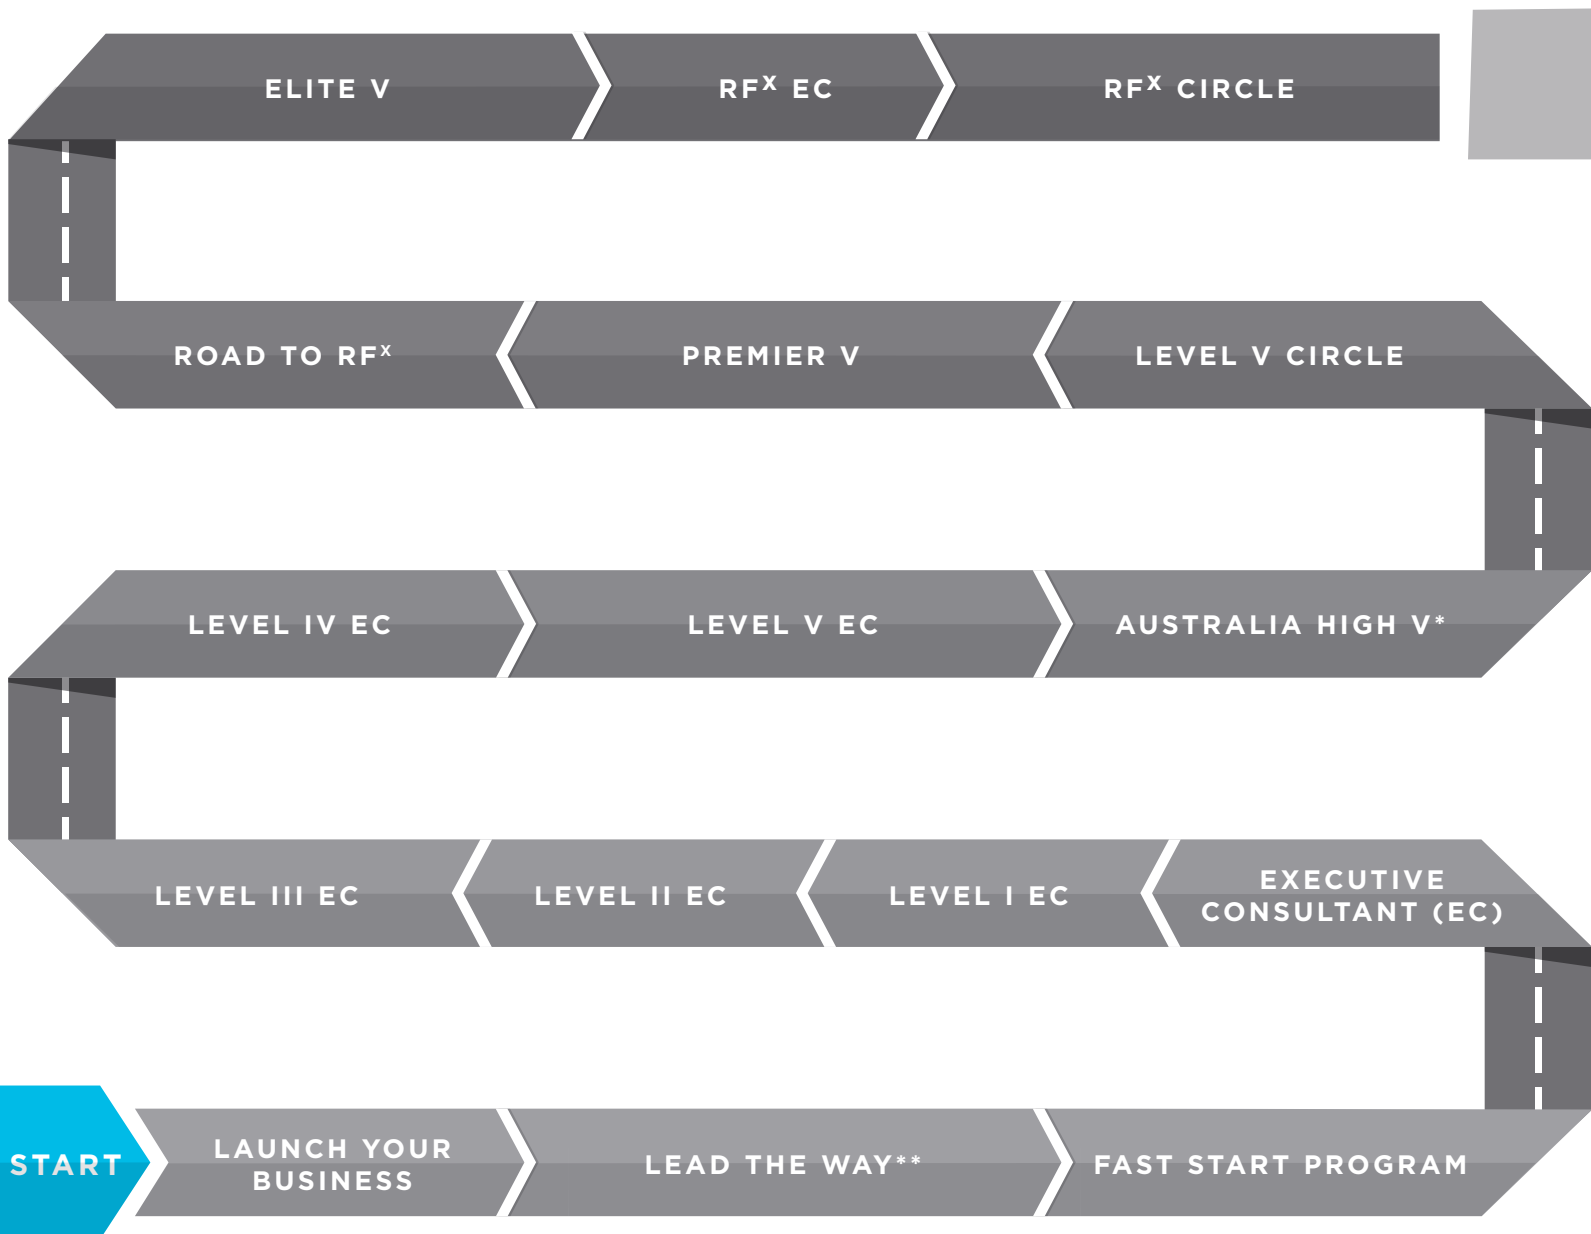 ELITE V
RFˣ EC
RFˣ CIRCLE
ROAD TO RFˣ
PREMIER V
LEVEL V CIRCLE
LEVEL IV EC
LEVEL V EC
AUSTRALIA HIGH V*
LEVEL III EC
LEVEL II EC
LEVEL I EC
EXECUTIVE
CONSULTANT (EC)
START
LAUNCH YOUR
BUSINESS
LEAD THE WAY**
FAST START PROGRAM